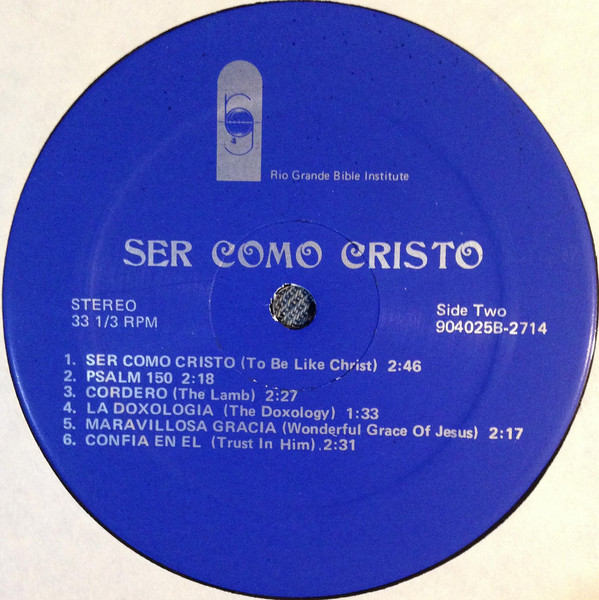 Rio Grande Bible Institute
SER COMO CRISTO
STEREO
33 1/3 RPM
Side Two
904025B-2714
1. SER COMO CRISTO (To Be Like Christ) 2:46
2. PSALM 150 2:18
3. CORDERO (The Lamb) 2:27
4. LA DOXOLOGIA (The Doxology) 1:33
5. MARAVILLOSA GRACIA (Wonderful Grace Of Jesus) 2:17
6. CONFIA EN EL (Trust In Him) 2:31